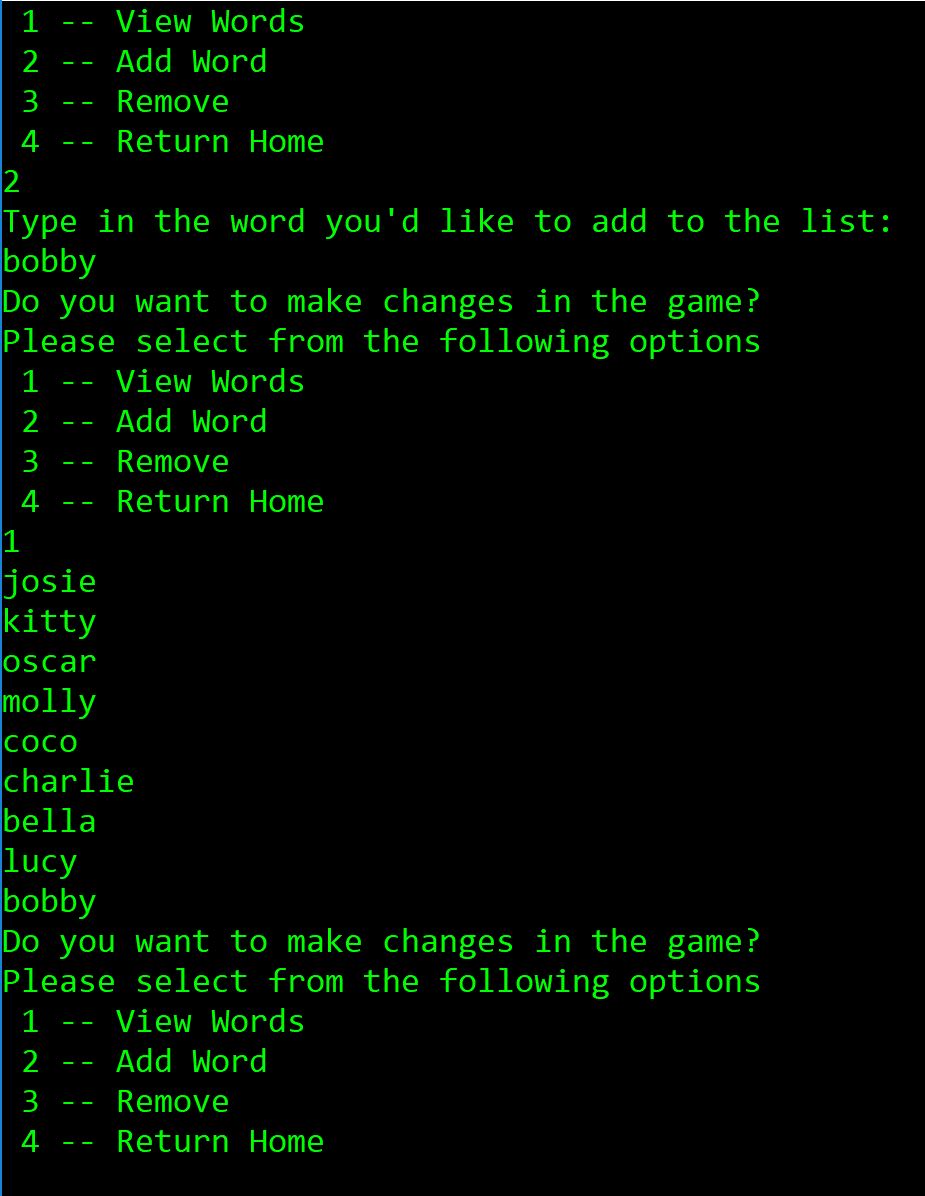 1 -- View Words
2 -- Add Word
3 -- Remove
4 -- Return Home
2
Type in the word you'd like to add to the list:
bobby
Do you want to make changes in the game?
Please select from the following options
1 -- View Words
2 -- Add Word
3 -- Remove
4 -- Return Home
1
josie
kitty
oscar
molly
coco
charlie
bella
lucy
bobby
Do you want to make changes in the game?
Please select from the following options
1 -- View Words
2 -- Add Word
3 -- Remove
4 -- Return Home